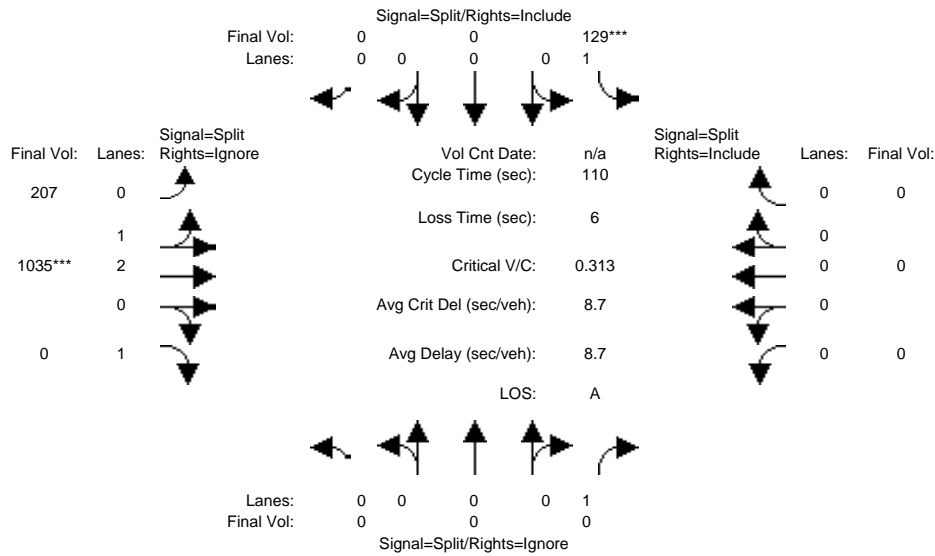 Signal=Split/Rights=Include
Final Vol: 0 0 129***
Lanes: 0 0 0 0 1
Signal=Split
Final Vol: Lanes: Rights=Ignore
Vol Cnt Date: n/a
Signal=Split
Rights=Include Lanes: Final Vol:
Cycle Time (sec): 110
207 0
0 0
Loss Time (sec): 6
1
0
1035*** 2
Critical V/C: 0.313
0 0
0
Avg Crit Del (sec/veh): 8.7
0
0 1
Avg Delay (sec/veh): 8.7
0 0
LOS: A
Lanes: 0 0 0 0 1
Final Vol: 0 0 0
Signal=Split/Rights=Ignore